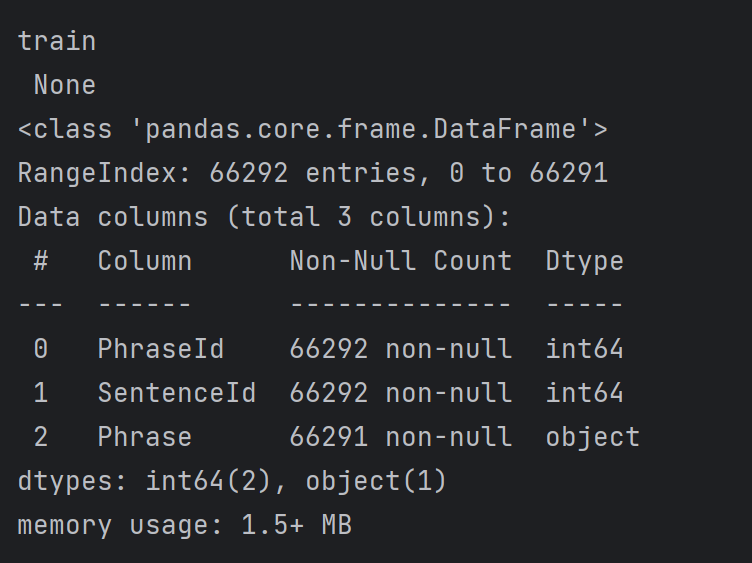 train
 None
<class 'pandas.core.frame.DataFrame'>
RangeIndex: 66292 entries, 0 to 66291
Data columns (total 3 columns):
 #   Column      Non-Null Count  Dtype
---  ------      --------------  -----
 0   PhraseId    66292 non-null  int64
 1   SentenceId  66292 non-null  int64
 2   Phrase      66291 non-null  object
dtypes: int64(2), object(1)
memory usage: 1.5+ MB